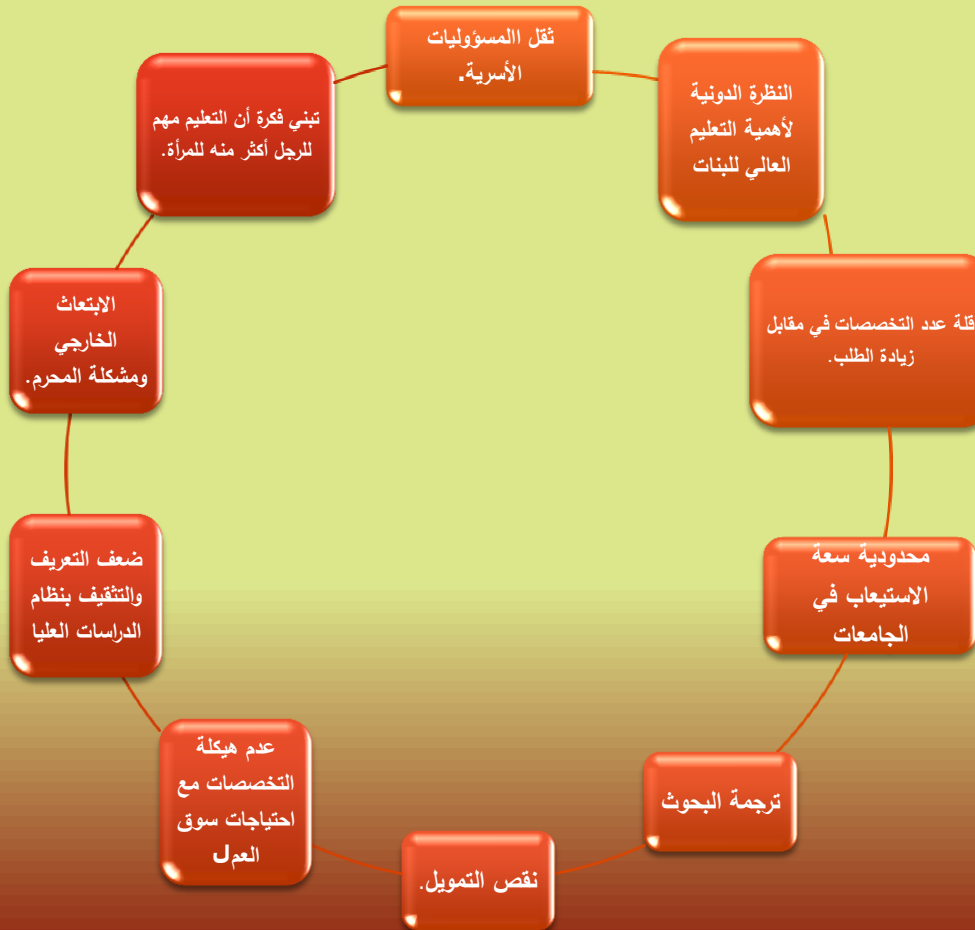 ثقل االمسؤوليات
الأسرية.
النظرة الدونية
لأهمية التعليم
العالي للبنات
قلة عدد التخصصات في مقابل
زيادة الطلب.
محدودية سعة
الاستيعاب في
الجامعات
ترجمة البحوث
نقص التمويل.
عدم هيكلة
التخصصات مع
احتياجات سوق
العمل
ضعف التعريف
والتثقيف بنظام
الدراسات العليا
الابتعاث
الخارجي
ومشكلة المحرم.
تبني فكرة أن التعليم مهم
للرجل أكثر منه للمرأة.